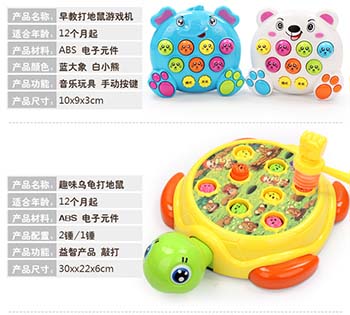 产品名称： 早教打地鼠游戏机
适合年龄： 12个月起
产品材质： ABS 电子元件
产品颜色： 蓝大象 白小熊
产品功能： 音乐玩具 手动按键
产品尺寸： 10x9x3cm
产品名称： 趣味乌龟打地鼠
适合年龄： 12个月起
产品材质： ABS 电子元件
产品配置： 2锤/1锤
产品功能： 益智产品 敲打
产品尺寸： 30xx22x6cm